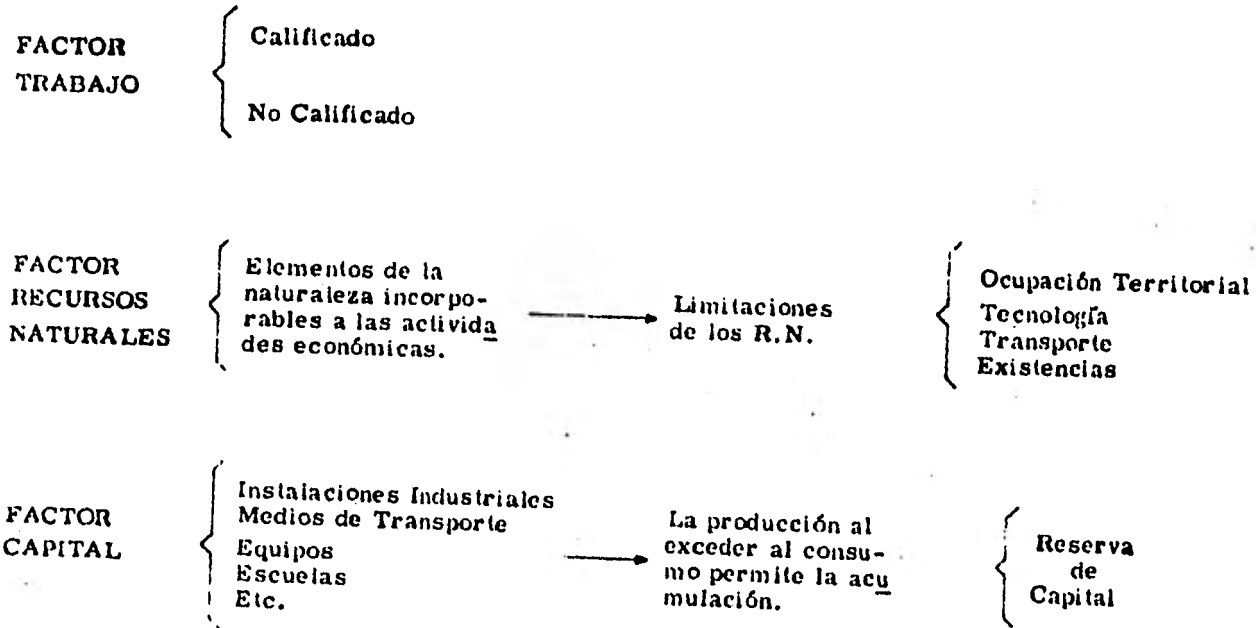 FACTOR
TRABAJO
Calificado
No Calificado
FACTOR
RECURSOS
NATURALES
Elementos de la
naturaleza incorpo-
rables a las activida
des económicas.
Limitaciones
de los R.N.
Ocupación Territorial
Tecnología
Transporte
Existencias
FACTOR
CAPITAL
Instalaciones Industriales
Medios de Transporte
Equipos
Escuelas
Etc.
La producción al
exceder al consu-
mo permite la acu
mulación.
Reserva
de
Capital